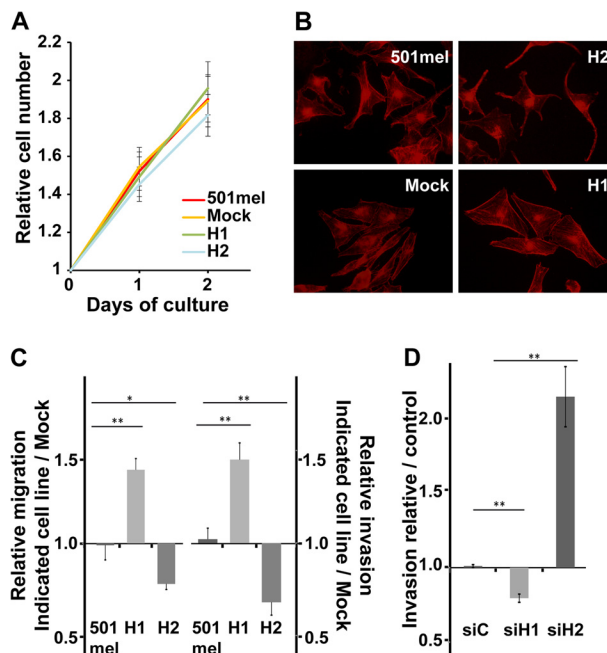 A
Relative cell number
2.2
2
1.8
1.6
1.4
1.2
1
0
1
2
Days of culture
501mel
Mock
H1
H2
B
501mel
H2
Mock
H1
C
Relative migration
Indicated cell line / Mock
1.5
1.0
0.5
*
**
**
**
501 mel
H1
H2
501 mel
H1
H2
1.5
1.0
0.5
Relative invasion
Indicated cell line / Mock
D
Invasion relative / control
2.0
1.5
1.0
0.5
**
**
siC
siH1
siH2